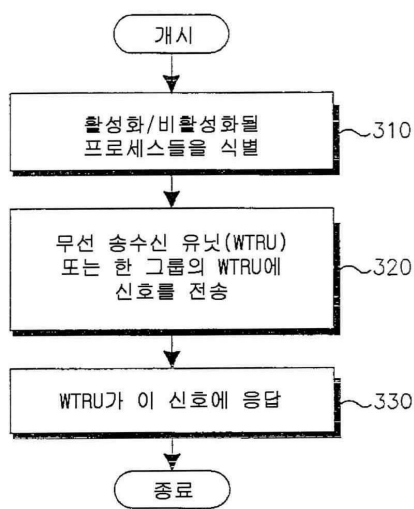 개시
활성화/비활성화될
프로세스들을 식별
310
무선 송수신 유닛(WTRU)
또는 한 그룹의 WTRU에
신호를 전송
320
WTRU가 이 신호에 응답
330
종료